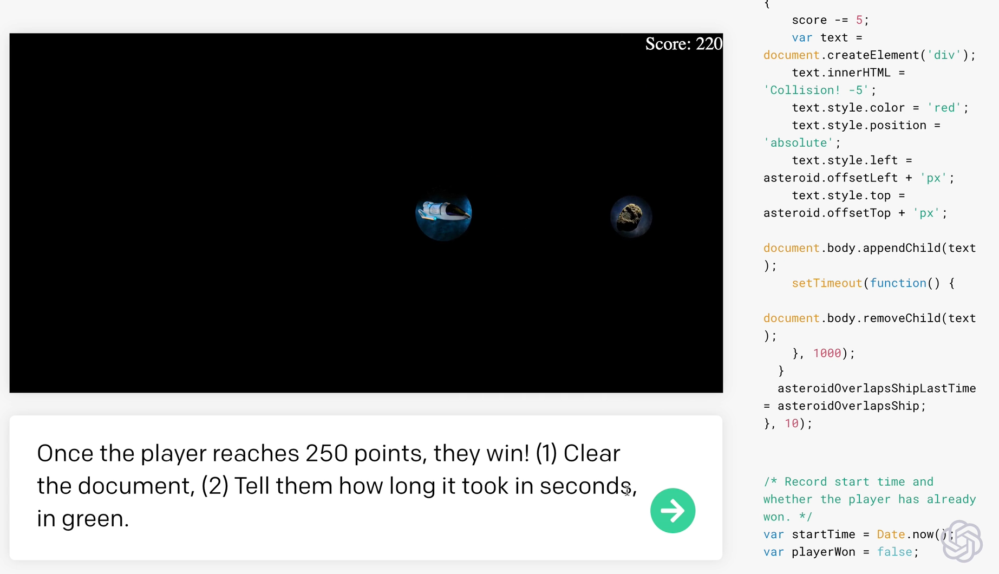 Score: 220
Once the player reaches 250 points, they win! (1) Clear
the document, (2) Tell them how long it took in seconds,
in green.
{
score -= 5;
var text =
document.createElement('div');
text.innerHTML =
'Collision! -5';
text.style.color = 'red';
text.style.position =
'absolute';
text.style.left =
asteroid.offsetLeft + 'px';
text.style.top =
asteroid.offsetTop + 'px';
document.body.appendChild(text
);
setTimeout(function() {
document.body.removeChild(text
);
}, 1000);
}
asteroidOverlapsShipLastTime
= asteroidOverlapsShip;
}, 10);
/* Record start time and
whether the player has already
won. */
var startTime = Date.now();
var playerWon = false;